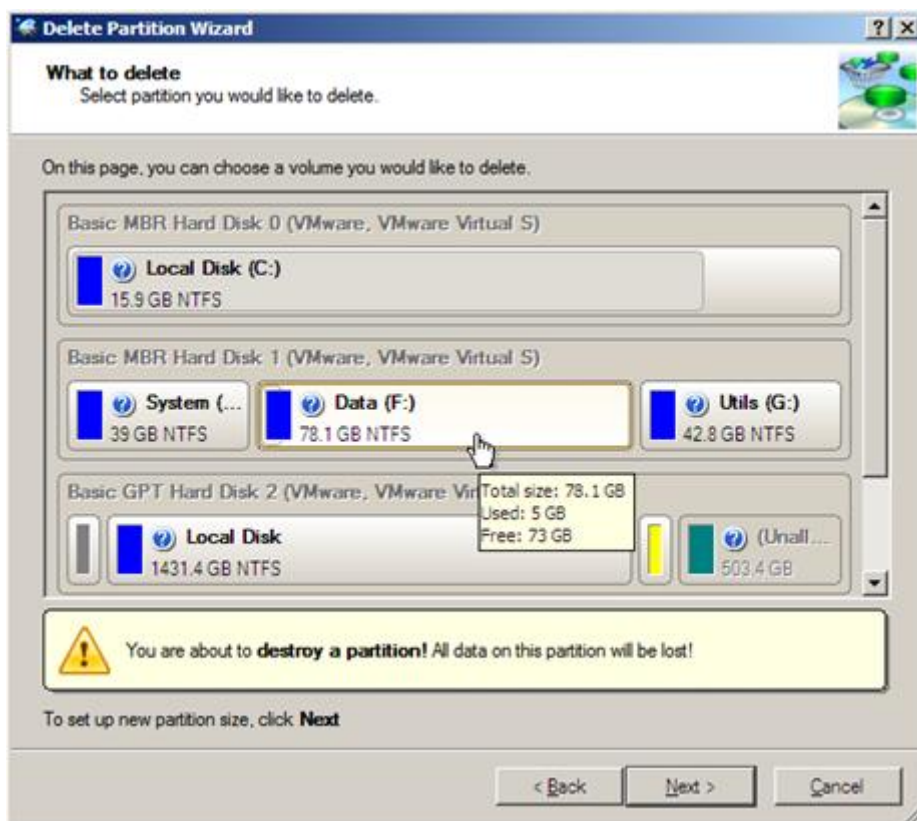 Delete Partition Wizard
What to delete
Select partition you would like to delete.
On this page, you can choose a volume you would like to delete.
Basic MBR Hard Disk 0 (VMware, VMware Virtual S)
Local Disk (C:)
15.9 GB NTFS
Basic MBR Hard Disk 1 (VMware, VMware Virtual S)
System (... Data (F:) Utils (G:)
39 GB NTFS 78.1 GB NTFS 42.8 GB NTFS
Basic GPT Hard Disk 2 (VMware, VMware Vir
Total size: 78.1 GB
Used: 5 GB
Free: 73 GB
Local Disk (Unall...
1431.4 GB NTFS 503.4 GB
You are about to destroy a partition! All data on this partition will be lost!
To set up new partition size, click Next
< Back Next > Cancel